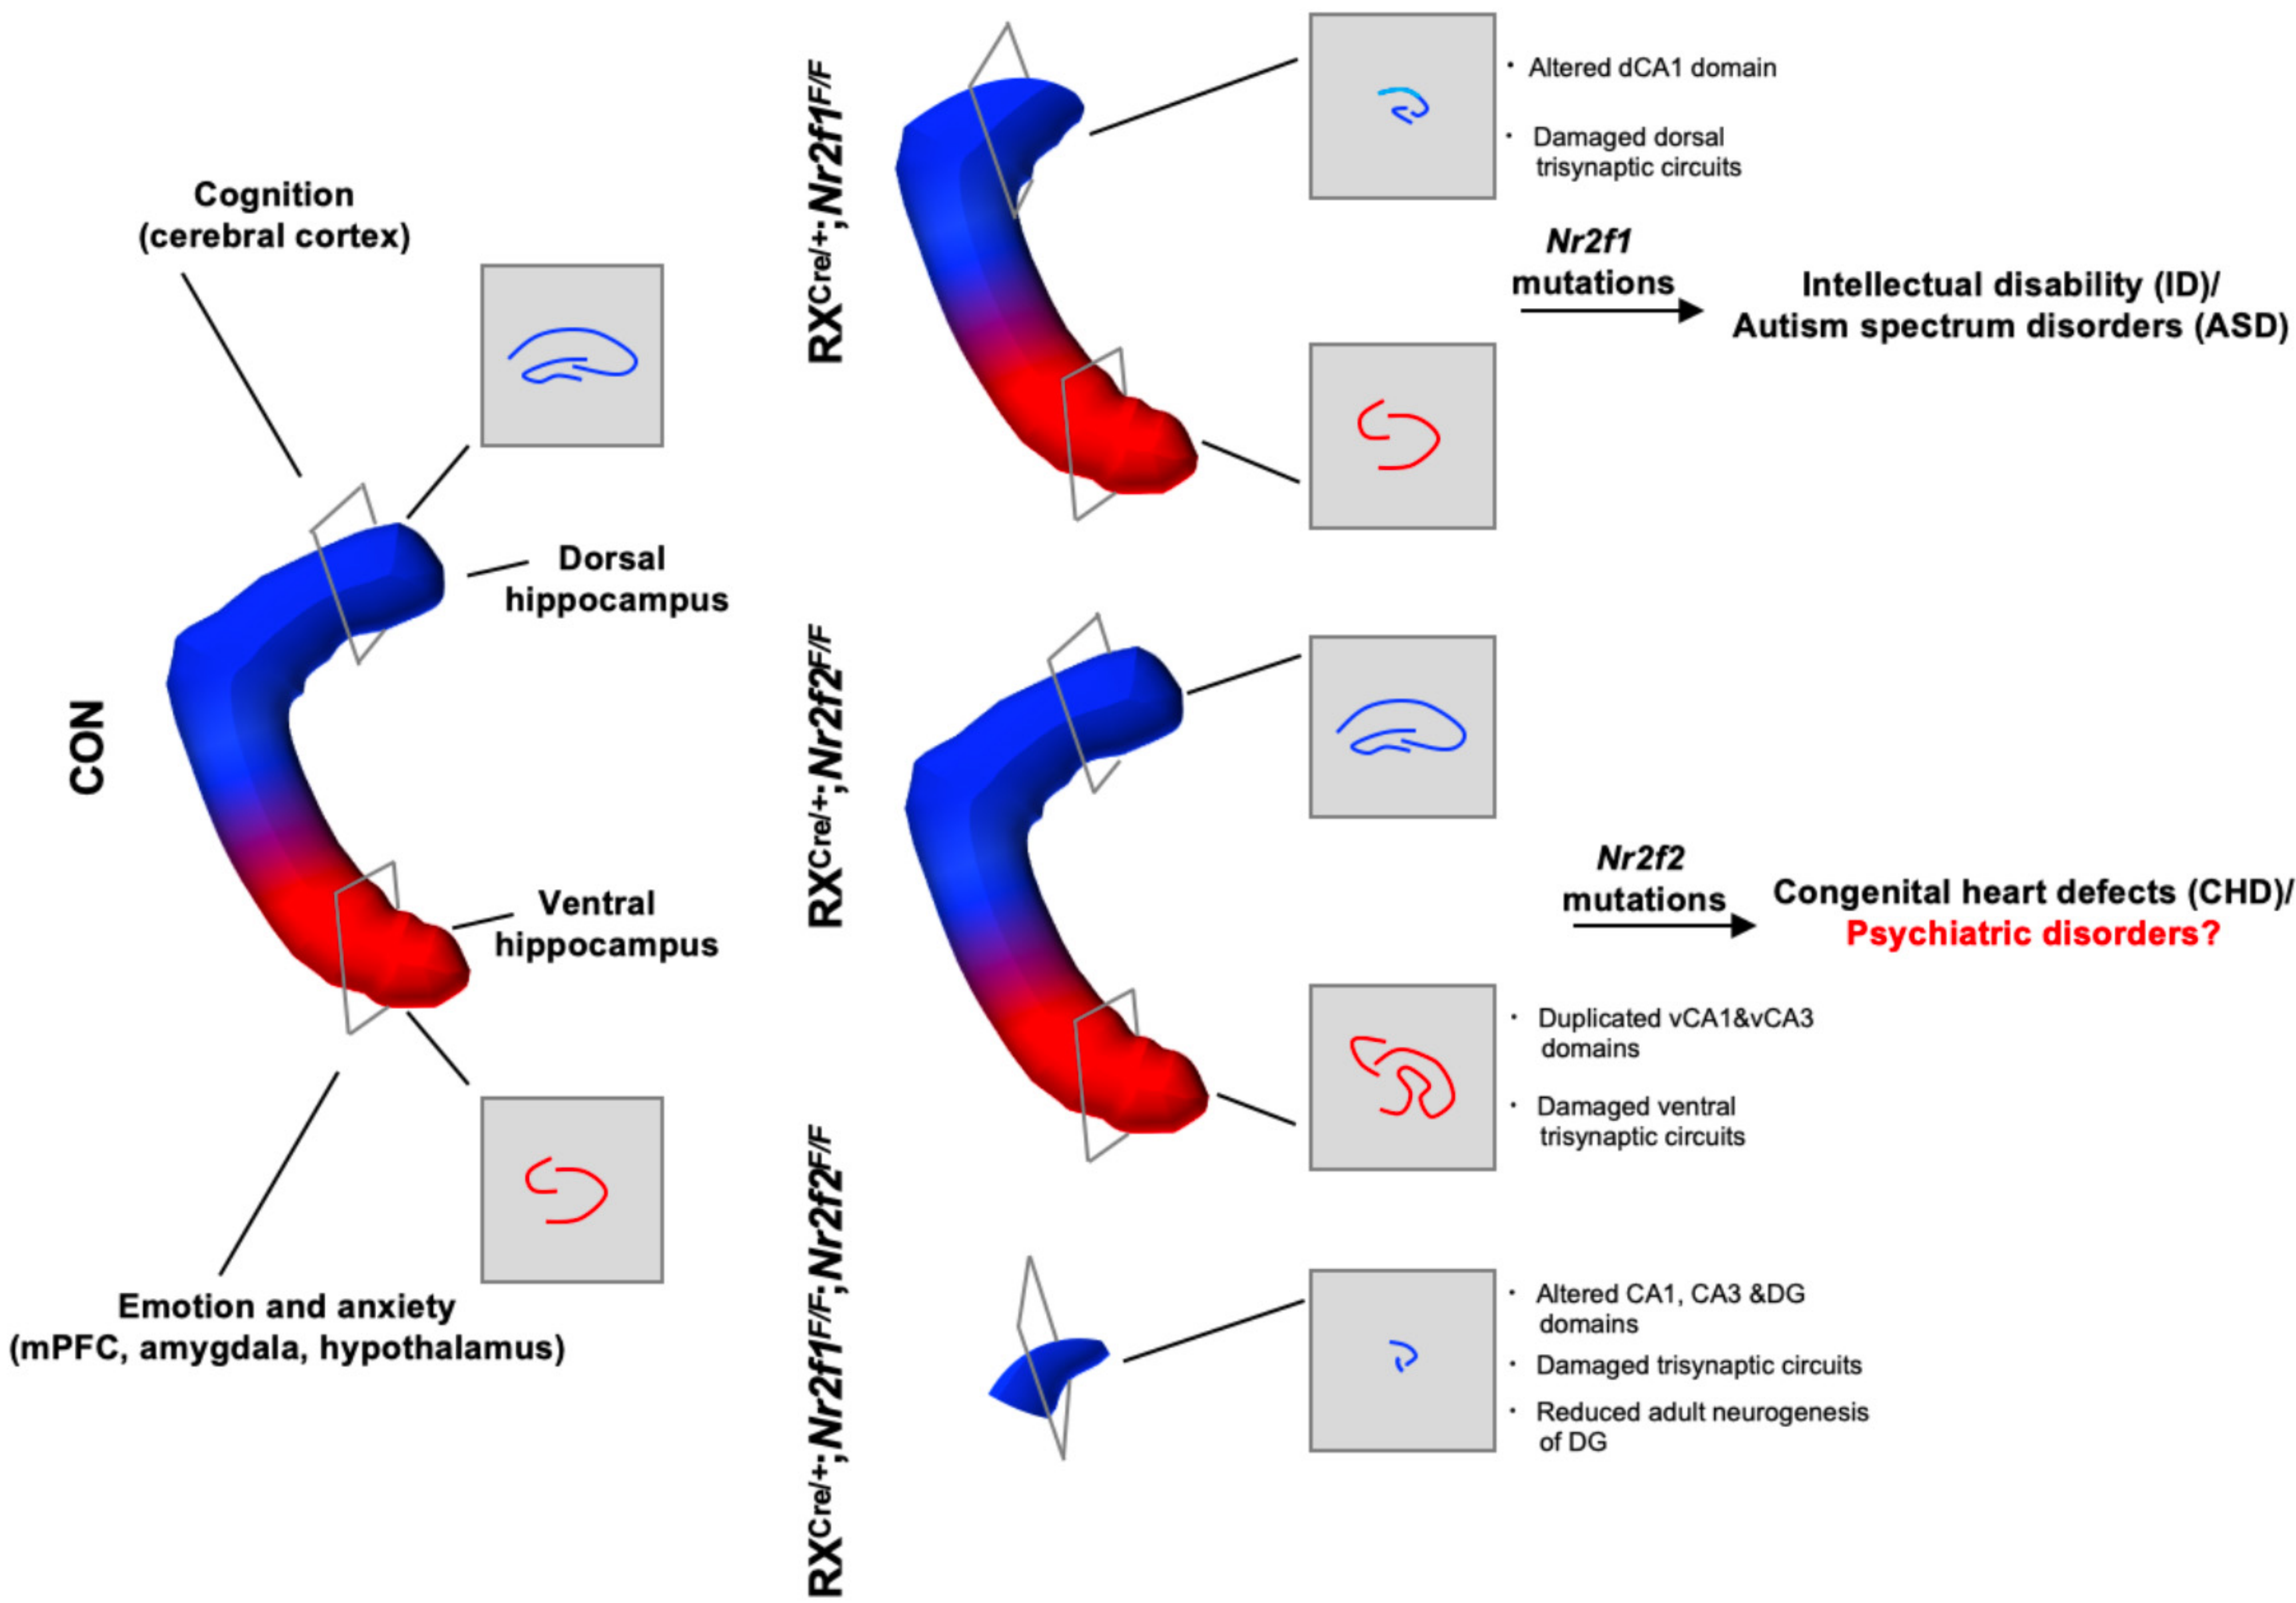 CON
Cognition
(cerebral cortex)
Dorsal
hippocampus
Ventral
hippocampus
Emotion and anxiety
(mPFC, amygdala, hypothalamus)
RXCre/+;Nr2f1F/F
· Altered dCA1 domain
· Damaged dorsal
trisynaptic circuits
Nr2f1
mutations
Intellectual disability (ID)/
Autism spectrum disorders (ASD)
RXCre/+;Nr2f2F/F
Nr2f2
mutations
Congenital heart defects (CHD)/
Psychiatric disorders?
· Duplicated vCA1&vCA3
domains
· Damaged ventral
trisynaptic circuits
RXCre/+;Nr2f1F/F;Nr2f2F/F
· Altered CA1, CA3 &DG
domains
· Damaged trisynaptic circuits
· Reduced adult neurogenesis
of DG